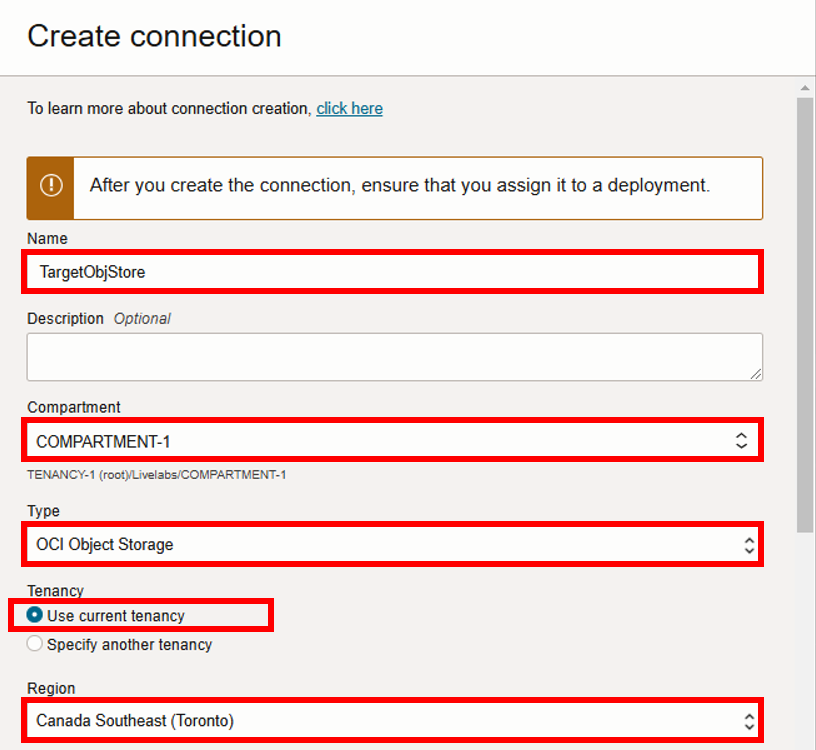 Create connection
To learn more about connection creation, click here
After you create the connection, ensure that you assign it to a deployment.
Name
TargetObjStore
Description Optional
Compartment
COMPARTMENT-1
TENANCY-1 (root)/Livelabs/COMPARTMENT-1
Type
OCI Object Storage
Tenancy
Use current tenancy
Specify another tenancy
Region
Canada Southeast (Toronto)